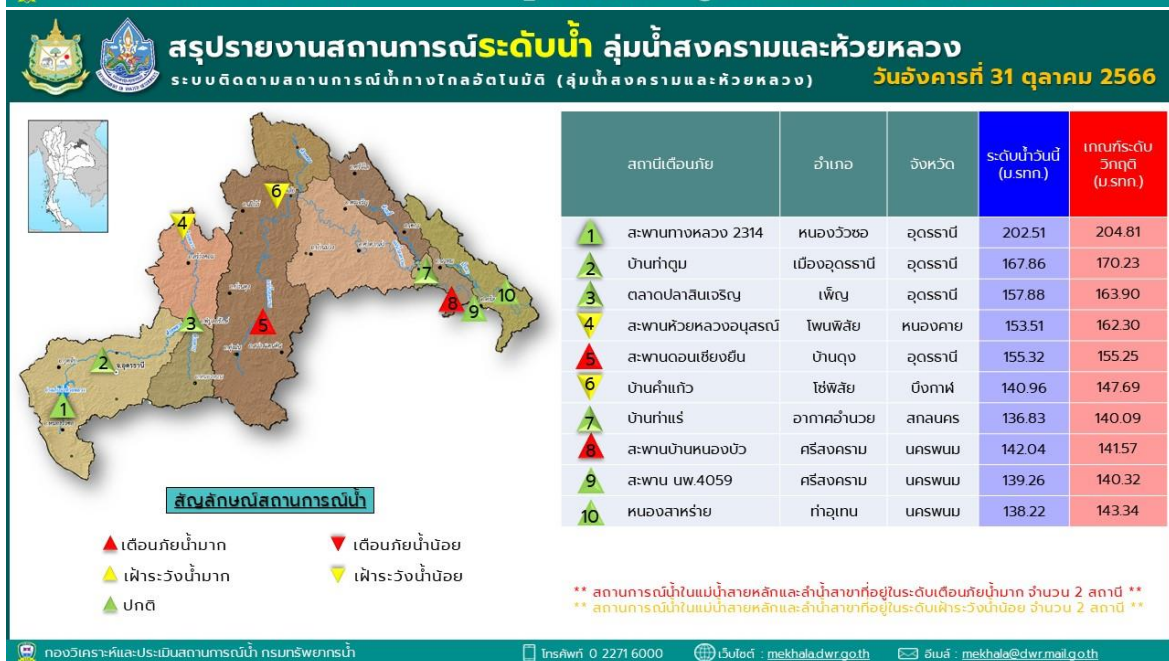 สรุปรายงานสถานการณ์ระดับน้ำ ลุ่มน้ำสงครามและห้วยหลวง
ระบบติดตามสถานการณ์น้ำทางไกลอัตโนมัติ (ลุ่มน้ำสงครามและห้วยหลวง)
วันอังคารที่ 31 ตุลาคม 2566
สถานีเตือนภัย อำเภอ จังหวัด ระดับน้ำวันนี้ (ม.รทก.) เกณฑ์ระดับวิกฤติ (ม.รทก.)
1 สะพานทางหลวง 2314 หนองวัวซอ อุดรธานี 202.51 204.81
2 บ้านท่าตูม เมืองอุดรธานี อุดรธานี 167.86 170.23
3 ตลาดปลาสินเจริญ เพ็ญ อุดรธานี 157.88 163.90
4 สะพานห้วยหลวงอนุสรณ์ โพนพิสัย หนองคาย 153.51 162.30
5 สะพานดอนเชียงยืน บ้านดุง อุดรธานี 155.32 155.25
6 บ้านคำแก้ว โซ่พิสัย บึงกาฬ 140.96 147.69
7 บ้านท่าแร่ อากาศอำนวย สกลนคร 136.83 140.09
8 สะพานบ้านหนองบัว ศรีสงคราม นครพนม 142.04 141.57
9 สะพาน นพ.4059 ศรีสงคราม นครพนม 139.26 140.32
10 หนองสาหร่าย ท่าอุเทน นครพนม 138.22 143.34
4
6
7
8
9
10
3
5
2
จ.อุดรธานี
1
สัญลักษณ์สถานการณ์น้ำ
เตือนภัยน้ำมาก เตือนภัยน้ำน้อย
เฝ้าระวังน้ำมาก เฝ้าระวังน้ำน้อย
ปกติ
** สถานการณ์น้ำในแม่น้ำสายหลักและลำน้ำสาขาที่อยู่ในระดับเตือนภัยน้ำมาก จำนวน 2 สถานี **
** สถานการณ์น้ำในแม่น้ำสายหลักและลำน้ำสาขาที่อยู่ในระดับเฝ้าระวังน้ำน้อย จำนวน 2 สถานี **
กองวิเคราะห์และประเมินสถานการณ์น้ำ กรมทรัพยากรน้ำ โทรศัพท์ 0 2271 6000 เว็บไซต์ : mekhala.dwr.go.th อีเมล์ : mekhala@dwr.mail.go.th